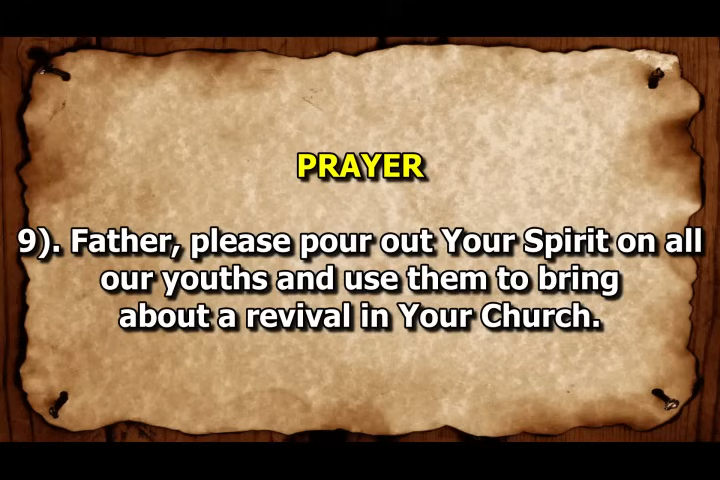 PRAYER
9). Father, please pour out Your Spirit on all
our youths and use them to bring
about a revival in Your Church.